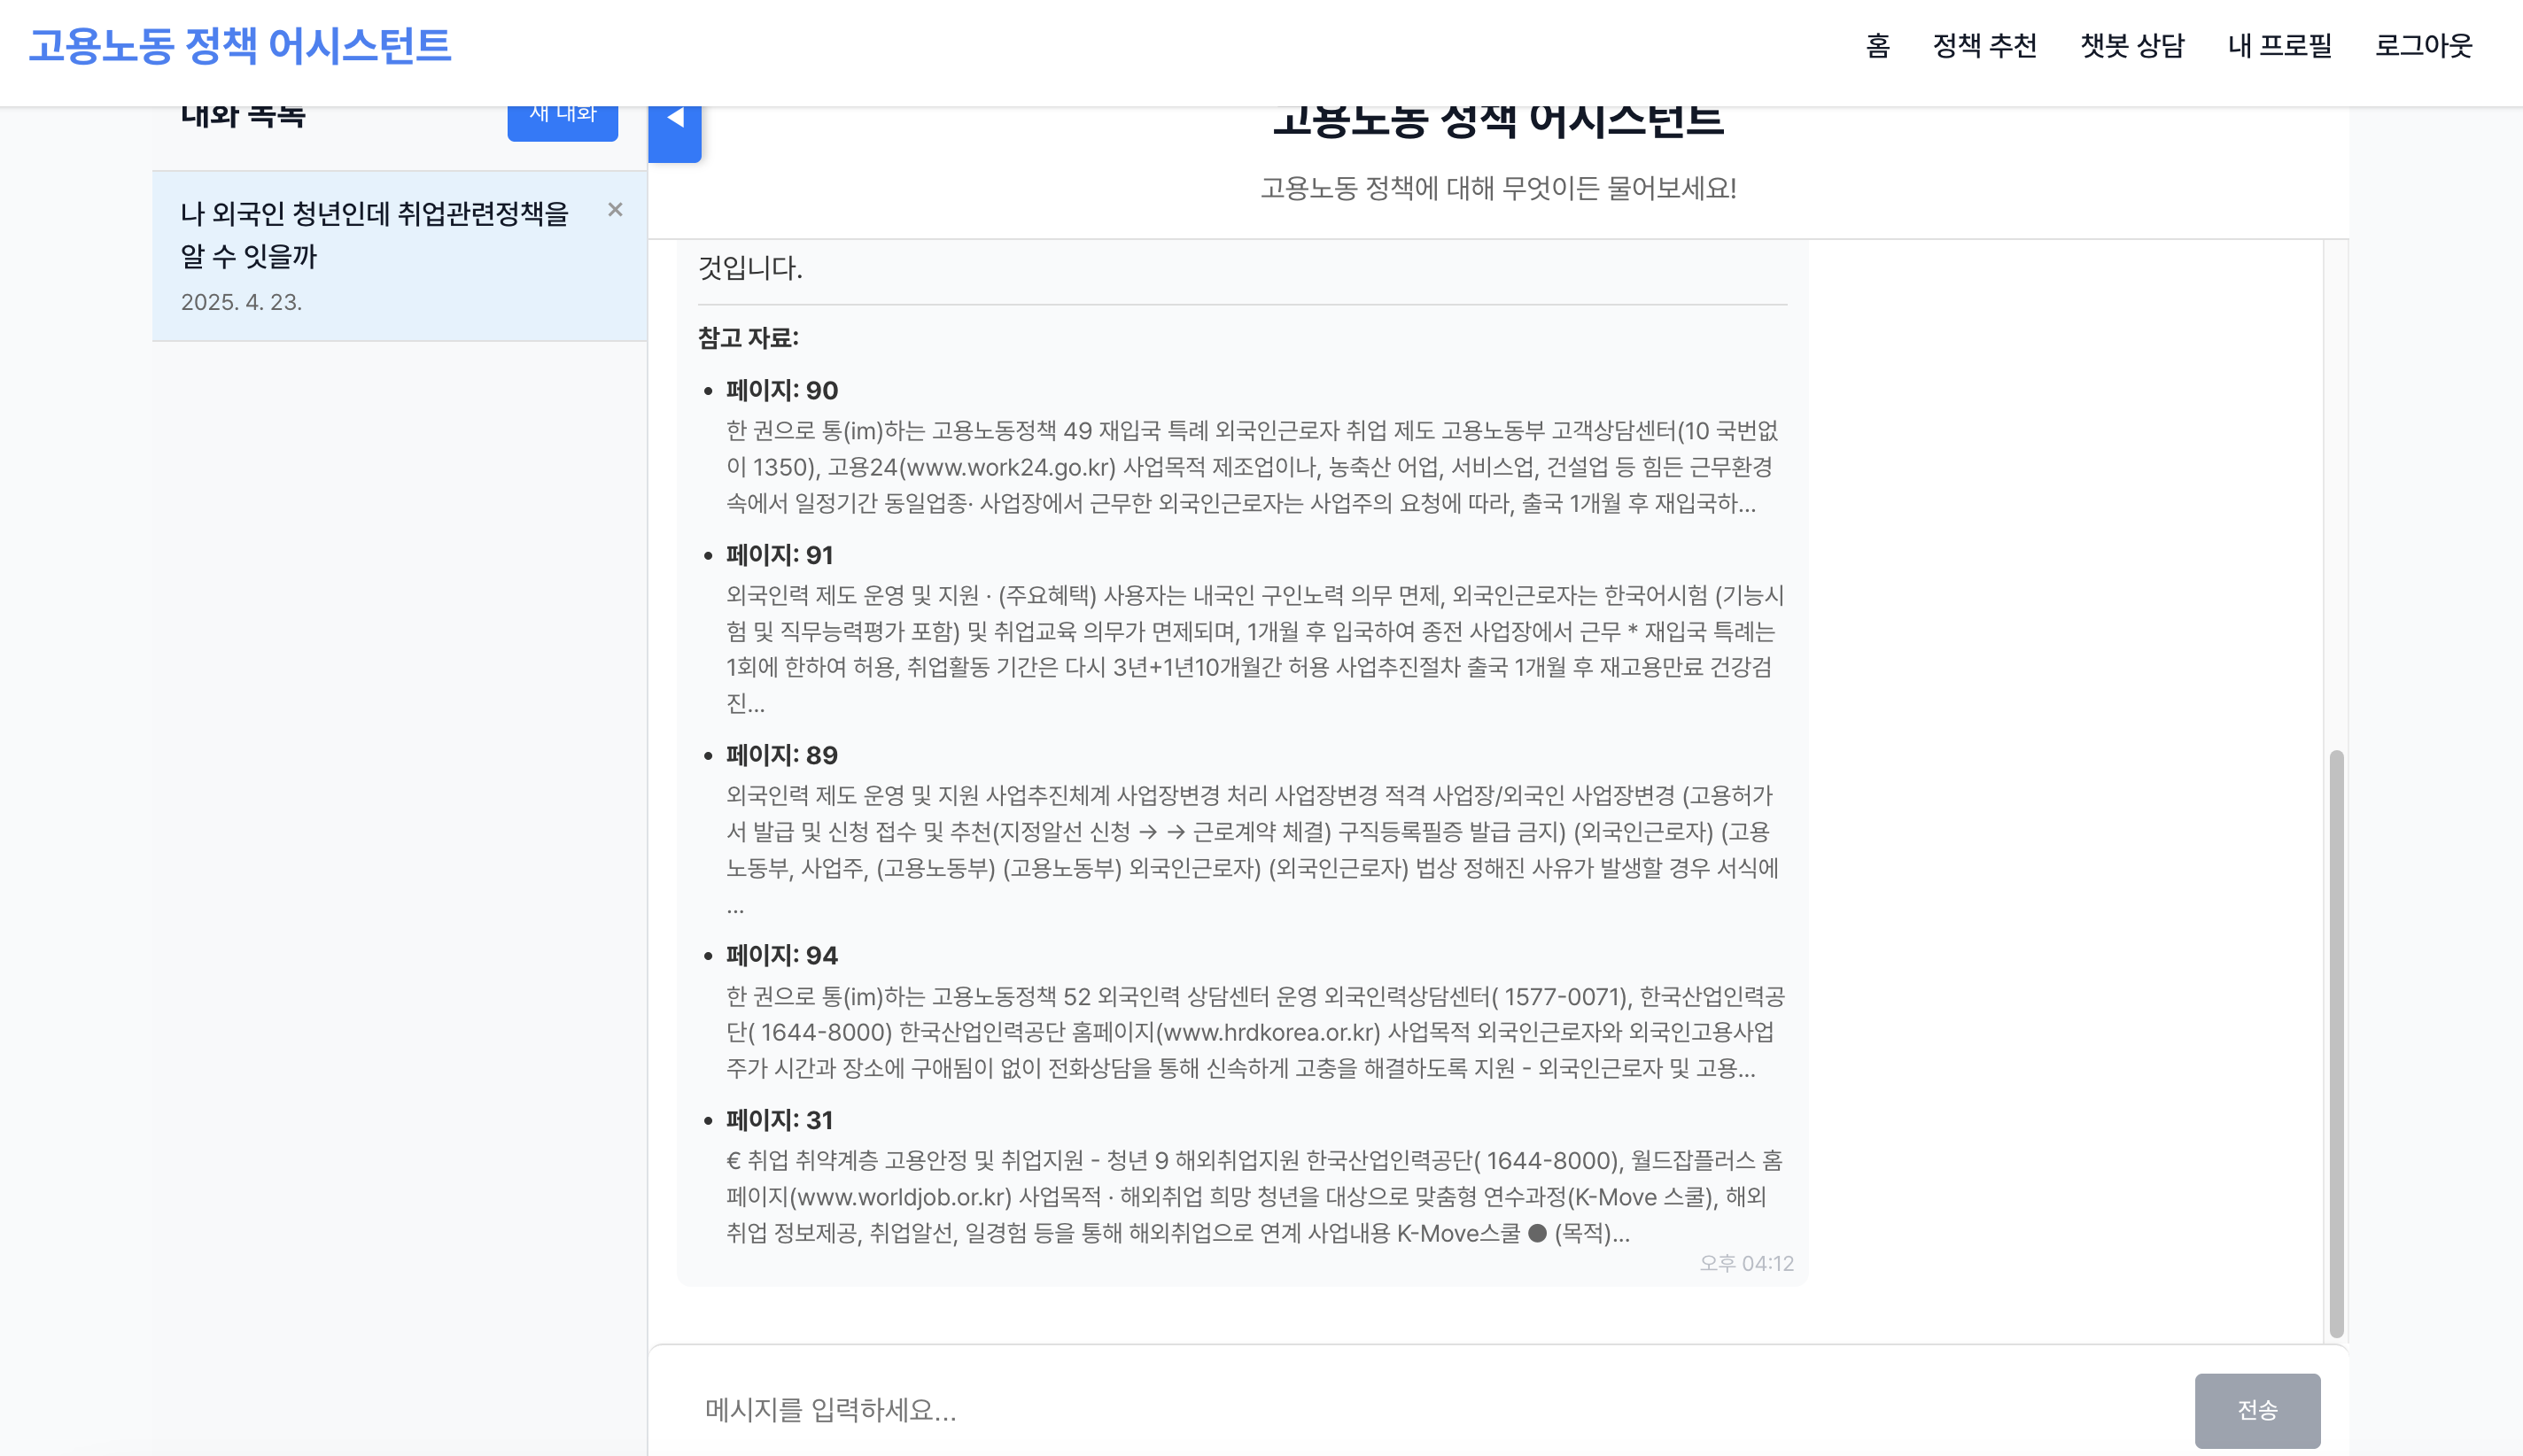 고용노동 정책 어시스턴트
홈 정책 추천 챗봇 상담 내 프로필 로그아웃
대화 목록
새 대화
나 외국인 청년인데 취업관련정책을
알 수 잇을까
2025. 4. 23.
고용노동 정책 어시스턴트
고용노동 정책에 대해 무엇이든 물어보세요!
것입니다.
참고 자료:
페이지: 90
한 권으로 통(im)하는 고용노동정책 49 재입국 특례 외국인근로자 취업 제도 고용노동부 고객상담센터(10 국번없
이 1350), 고용24(www.work24.go.kr) 사업목적 제조업이나, 농축산 어업, 서비스업, 건설업 등 힘든 근무환경
속에서 일정기간 동일업종· 사업장에서 근무한 외국인근로자는 사업주의 요청에 따라, 출국 1개월 후 재입국하...
페이지: 91
외국인력 제도 운영 및 지원 · (주요혜택) 사용자는 내국인 구인노력 의무 면제, 외국인근로자는 한국어시험 (기능시
험 및 직무능력평가 포함) 및 취업교육 의무가 면제되며, 1개월 후 입국하여 종전 사업장에서 근무 * 재입국 특례는
1회에 한하여 허용, 취업활동 기간은 다시 3년+1년10개월간 허용 사업추진절차 출국 1개월 후 재고용만료 건강검
진...
페이지: 89
외국인력 제도 운영 및 지원 사업추진체계 사업장변경 처리 사업장변경 적격 사업장/외국인 사업장변경 (고용허가
서 발급 및 신청 접수 및 추천(지정알선 신청 → → 근로계약 체결) 구직등록필증 발급 금지) (외국인근로자) (고용
노동부, 사업주, (고용노동부) (고용노동부) 외국인근로자) (외국인근로자) 법상 정해진 사유가 발생할 경우 서식에
...
페이지: 94
한 권으로 통(im)하는 고용노동정책 52 외국인력 상담센터 운영 외국인력상담센터( 1577-0071), 한국산업인력공
단( 1644-8000) 한국산업인력공단 홈페이지(www.hrdkorea.or.kr) 사업목적 외국인근로자와 외국인고용사업
주가 시간과 장소에 구애됨이 없이 전화상담을 통해 신속하게 고충을 해결하도록 지원 - 외국인근로자 및 고용...
페이지: 31
€ 취업 취약계층 고용안정 및 취업지원 - 청년 9 해외취업지원 한국산업인력공단( 1644-8000), 월드잡플러스 홈
페이지(www.worldjob.or.kr) 사업목적 · 해외취업 희망 청년을 대상으로 맞춤형 연수과정(K-Move 스쿨), 해외
취업 정보제공, 취업알선, 일경험 등을 통해 해외취업으로 연계 사업내용 K-Move스쿨 ● (목적)...
오후 04:12
메시지를 입력하세요...
전송